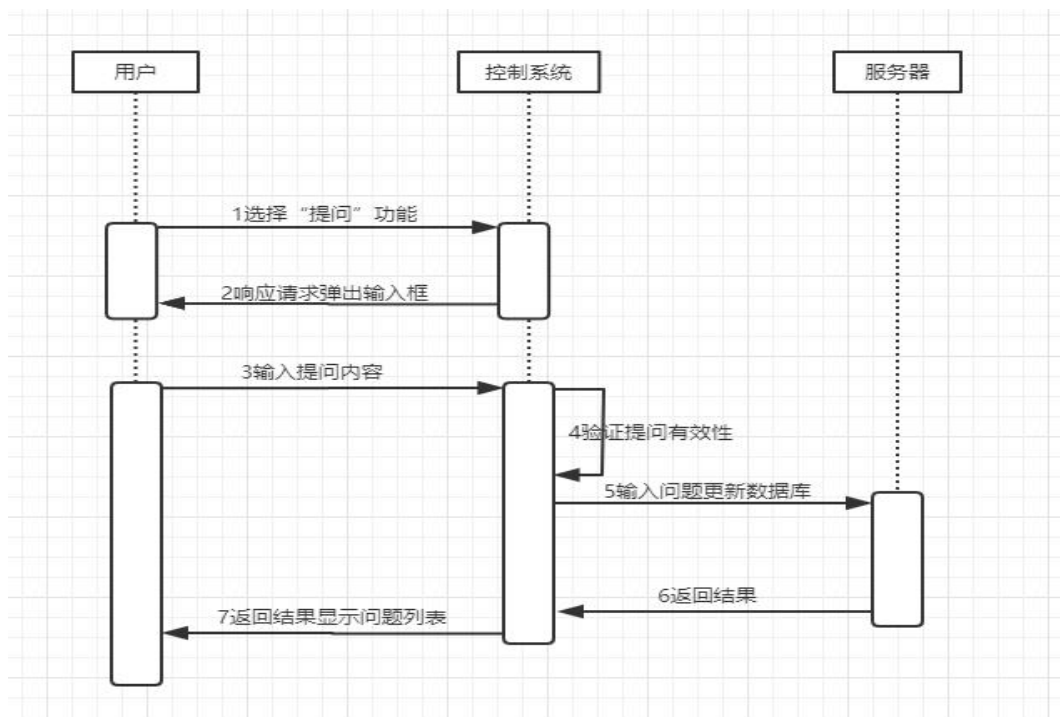 用户
控制系统
服务器
1选择“提问”功能
2响应请求弹出输入框
3输入提问内容
4验证提问有效性
5输入问题更新数据库
6返回结果
7返回结果显示问题列表